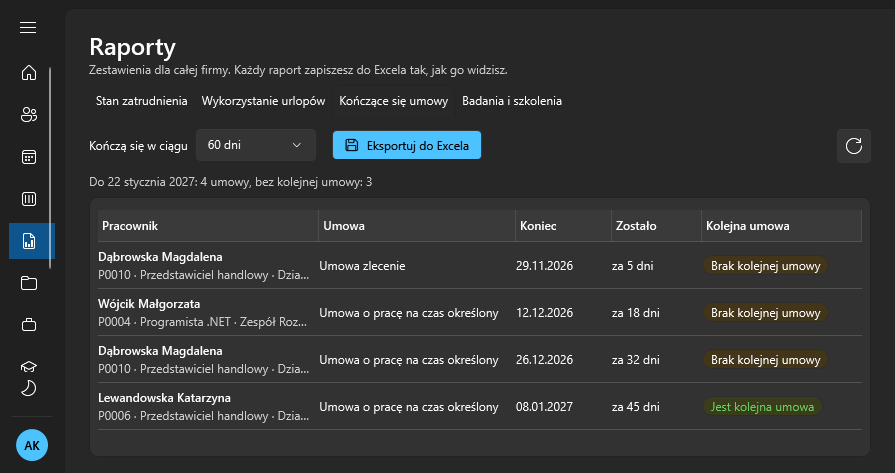 Raporty
Zestawienia dla całej firmy. Każdy raport zapiszesz do Excela tak, jak go widzisz.
Stan zatrudnienia Wykorzystanie urlopów Kończące się umowy Badania i szkolenia
Kończą się w ciągu 60 dni Eksportuj do Excela
Do 22 stycznia 2027: 4 umowy, bez kolejnej umowy: 3
Pracownik Umowa Koniec Zostało Kolejna umowa
Dąbrowska Magdalena
P0010 · Przedstawiciel handlowy · Dzia... Umowa zlecenie 29.11.2026 za 5 dni Brak kolejnej umowy
Wójcik Małgorzata
P0004 · Programista .NET · Zespół Roz... Umowa o pracę na czas określony 12.12.2026 za 18 dni Brak kolejnej umowy
Dąbrowska Magdalena
P0010 · Przedstawiciel handlowy · Dzia... Umowa o pracę na czas określony 26.12.2026 za 32 dni Brak kolejnej umowy
Lewandowska Katarzyna
P0006 · Przedstawiciel handlowy · Dzia... Umowa o pracę na czas określony 08.01.2027 za 45 dni Jest kolejna umowa
AK